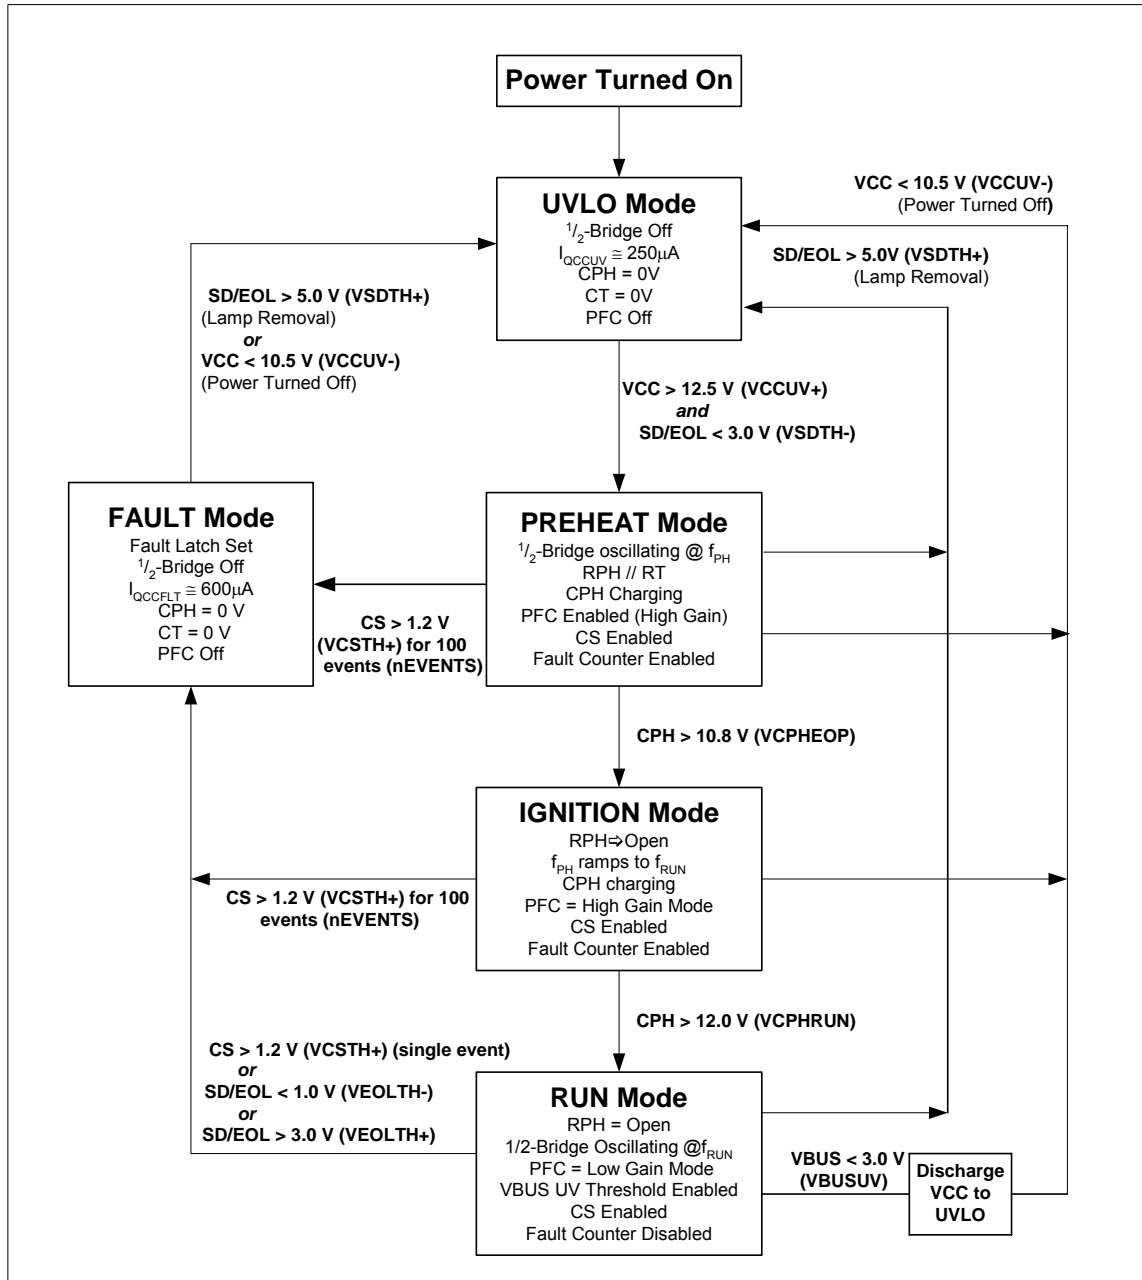 Power Turned On
UVLO Mode
1/2-Bridge Off
IQCCUV ≅ 250µA
CPH = 0V
CT = 0V
PFC Off
VCC < 10.5 V (VCCUV-)
(Power Turned Off)
SD/EOL > 5.0V (VSDTH+)
(Lamp Removal)
SD/EOL > 5.0 V (VSDTH+)
(Lamp Removal)
or
VCC < 10.5 V (VCCUV-)
(Power Turned Off)
VCC > 12.5 V (VCCUV+)
and
SD/EOL < 3.0 V (VSDTH-)
FAULT Mode
Fault Latch Set
1/2-Bridge Off
IQCCFLT ≅ 600µA
CPH = 0 V
CT = 0 V
PFC Off
CS > 1.2 V
(VCSTH+) for 100
events (nEVENTS)
PREHEAT Mode
1/2-Bridge oscillating @ fPH
RPH // RT
CPH Charging
PFC Enabled (High Gain)
CS Enabled
Fault Counter Enabled
CPH > 10.8 V (VCPHEOP)
IGNITION Mode
RPH⇨Open
fPH ramps to fRUN
CPH charging
PFC = High Gain Mode
CS Enabled
Fault Counter Enabled
CS > 1.2 V (VCSTH+) for 100
events (nEVENTS)
CPH > 12.0 V (VCPHRUN)
CS > 1.2 V (VCSTH+) (single event)
or
SD/EOL < 1.0 V (VEOLTH-)
or
SD/EOL > 3.0 V (VEOLTH+)
RUN Mode
RPH = Open
1/2-Bridge Oscillating @fRUN
PFC = Low Gain Mode
VBUS UV Threshold Enabled
CS Enabled
Fault Counter Disabled
VBUS < 3.0 V
(VBUSUV)
Discharge
VCC to
UVLO